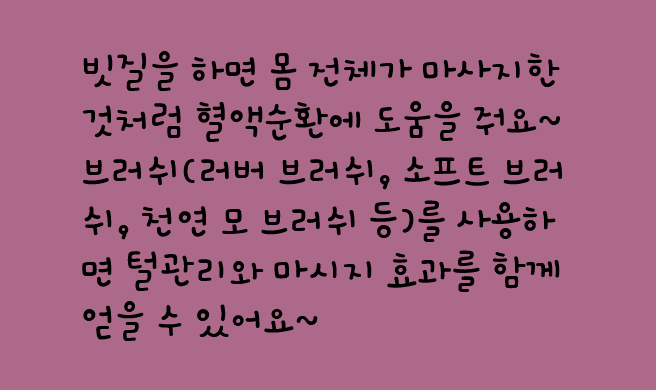 빗질을 하면 몸 전체가 마사지한
것처럼 혈액순환에 도움을 줘요~
브러쉬(러버 브러쉬, 소프트 브러
쉬, 천연 모 브러쉬 등)를 사용하
면 털관리와 마시지 효과를 함께
얻을 수 있어요~